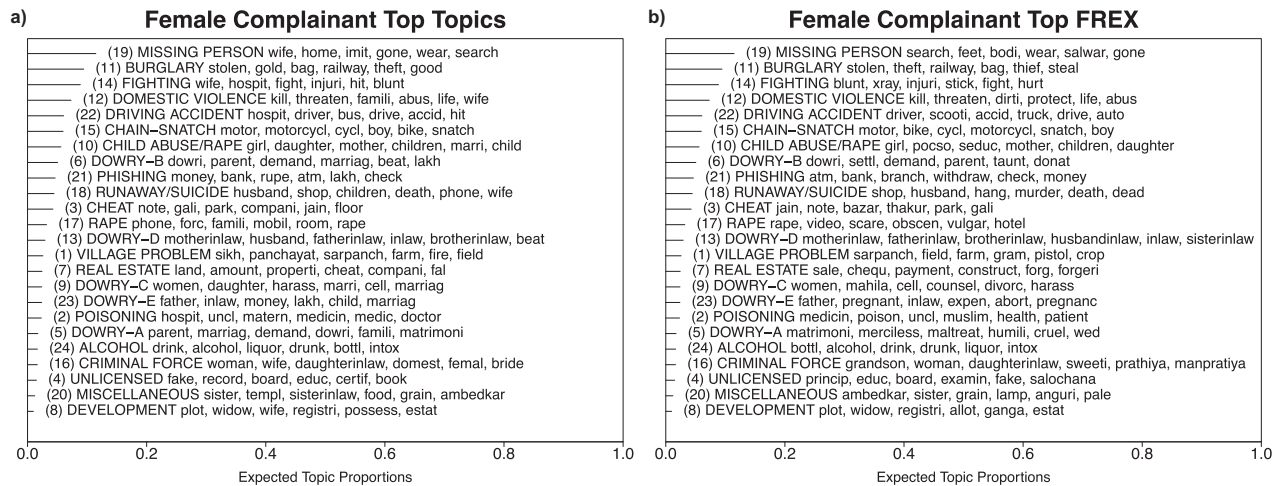 a)
Female Complainant Top Topics
(19) MISSING PERSON wife, home, imit, gone, wear, search
(11) BURGLARY stolen, gold, bag, railway, theft, good
(14) FIGHTING wife, hospit, fight, injuri, hit, blunt
(12) DOMESTIC VIOLENCE kill, threaten, famili, abus, life, wife
(22) DRIVING ACCIDENT hospit, driver, bus, drive, accid, hit
(15) CHAIN−SNATCH motor, motorcycl, cycl, boy, bike, snatch
(10) CHILD ABUSE/RAPE girl, daughter, mother, children, marri, child
(6) DOWRY−B dowri, parent, demand, marriag, beat, lakh
(21) PHISHING money, bank, rupe, atm, lakh, check
(18) RUNAWAY/SUICIDE husband, shop, children, death, phone, wife
(3) CHEAT note, gali, park, compani, jain, floor
(17) RAPE phone, forc, famili, mobil, room, rape
(13) DOWRY−D motherinlaw, husband, fatherinlaw, inlaw, brotherinlaw, beat
(1) VILLAGE PROBLEM sikh, panchayat, sarpanch, farm, fire, field
(7) REAL ESTATE land, amount, properti, cheat, compani, fal
(9) DOWRY−C women, daughter, harass, marri, cell, marriag
(23) DOWRY−E father, inlaw, money, lakh, child, marriag
(2) POISONING hospit, uncl, matern, medicin, medic, doctor
(5) DOWRY−A parent, marriag, demand, dowri, famili, matrimoni
(24) ALCOHOL drink, alcohol, liquor, drunk, bottl, intox
(16) CRIMINAL FORCE woman, wife, daughterinlaw, domest, femal, bride
(4) UNLICENSED fake, record, board, educ, certif, book
(20) MISCELLANEOUS sister, templ, sisterinlaw, food, grain, ambedkar
(8) DEVELOPMENT plot, widow, wife, registri, possess, estat
0.0 0.2 0.4 0.6 0.8 1.0
Expected Topic Proportions
b)
Female Complainant Top FREX
(19) MISSING PERSON search, feet, bodi, wear, salwar, gone
(11) BURGLARY stolen, theft, railway, bag, thief, steal
(14) FIGHTING blunt, xray, injuri, stick, fight, hurt
(12) DOMESTIC VIOLENCE kill, threaten, dirti, protect, life, abus
(22) DRIVING ACCIDENT driver, scooti, accid, truck, drive, auto
(15) CHAIN−SNATCH motor, bike, cycl, motorcycl, snatch, boy
(10) CHILD ABUSE/RAPE girl, pocso, seduc, mother, children, daughter
(6) DOWRY−B dowri, settl, demand, parent, taunt, donat
(21) PHISHING atm, bank, branch, withdraw, check, money
(18) RUNAWAY/SUICIDE shop, husband, hang, murder, death, dead
(3) CHEAT jain, note, bazar, thakur, park, gali
(17) RAPE rape, video, scare, obscen, vulgar, hotel
(13) DOWRY−D motherinlaw, fatherinlaw, brotherinlaw, husbandinlaw, inlaw, sisterinlaw
(1) VILLAGE PROBLEM sarpanch, field, farm, gram, pistol, crop
(7) REAL ESTATE sale, chequ, payment, construct, forg, forgeri
(9) DOWRY−C women, mahila, cell, counsel, divorc, harass
(23) DOWRY−E father, pregnant, inlaw, expen, abort, pregnanc
(2) POISONING medicin, poison, uncl, muslim, health, patient
(5) DOWRY−A matrimoni, merciless, maltreat, humili, cruel, wed
(24) ALCOHOL bottl, alcohol, drink, drunk, liquor, intox
(16) CRIMINAL FORCE grandson, woman, daughterinlaw, sweeti, prathiya, manpratiya
(4) UNLICENSED princip, educ, board, examin, fake, salochana
(20) MISCELLANEOUS ambedkar, sister, grain, lamp, anguri, pale
(8) DEVELOPMENT plot, widow, registri, allot, ganga, estat
0.0 0.2 0.4 0.6 0.8 1.0
Expected Topic Proportions